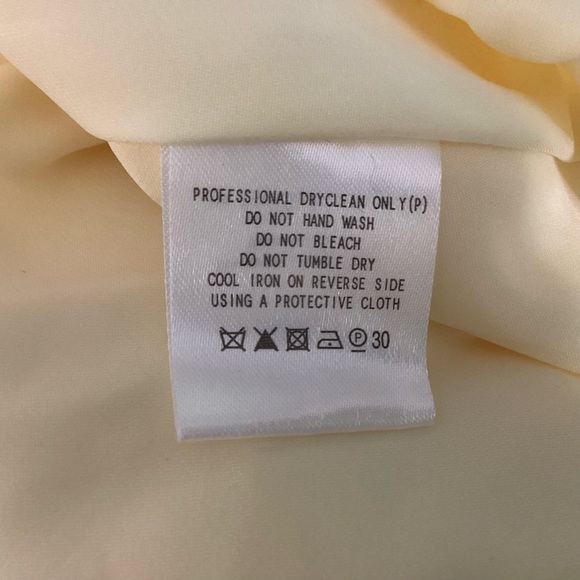 PROFESSIONAL DRYCLEAN ONLY(P)
DO NOT HAND WASH
DO NOT BLEACH
DO NOT TUMBLE DRY
COOL IRON ON REVERSE SIDE
USING A PROTECTIVE CLOTH
P 30